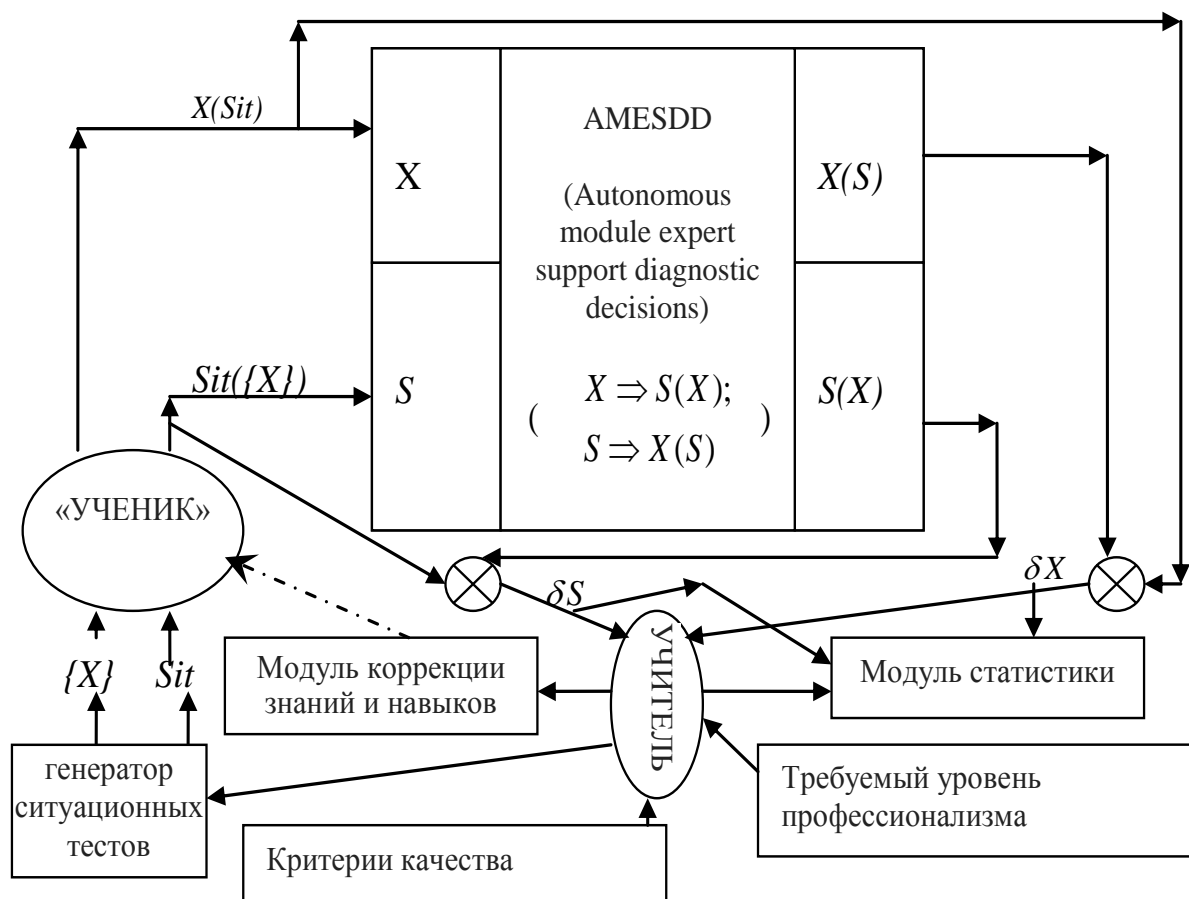 X(Sit)
AMESDD
X
X(S)
(Autonomous
module expert
support diagnostic
decisions)
Sit({X})
S
S(X)
( X ⇒ S(X); )
S ⇒ X(S)
«УЧЕНИК»
δS
δX
УЧИТЕЛЬ
Модуль коррекции
знаний и навыков
Модуль статистики
{X} Sit
генератор
ситуационных
тестов
Требуемый уровень
профессионализма
Критерии качества